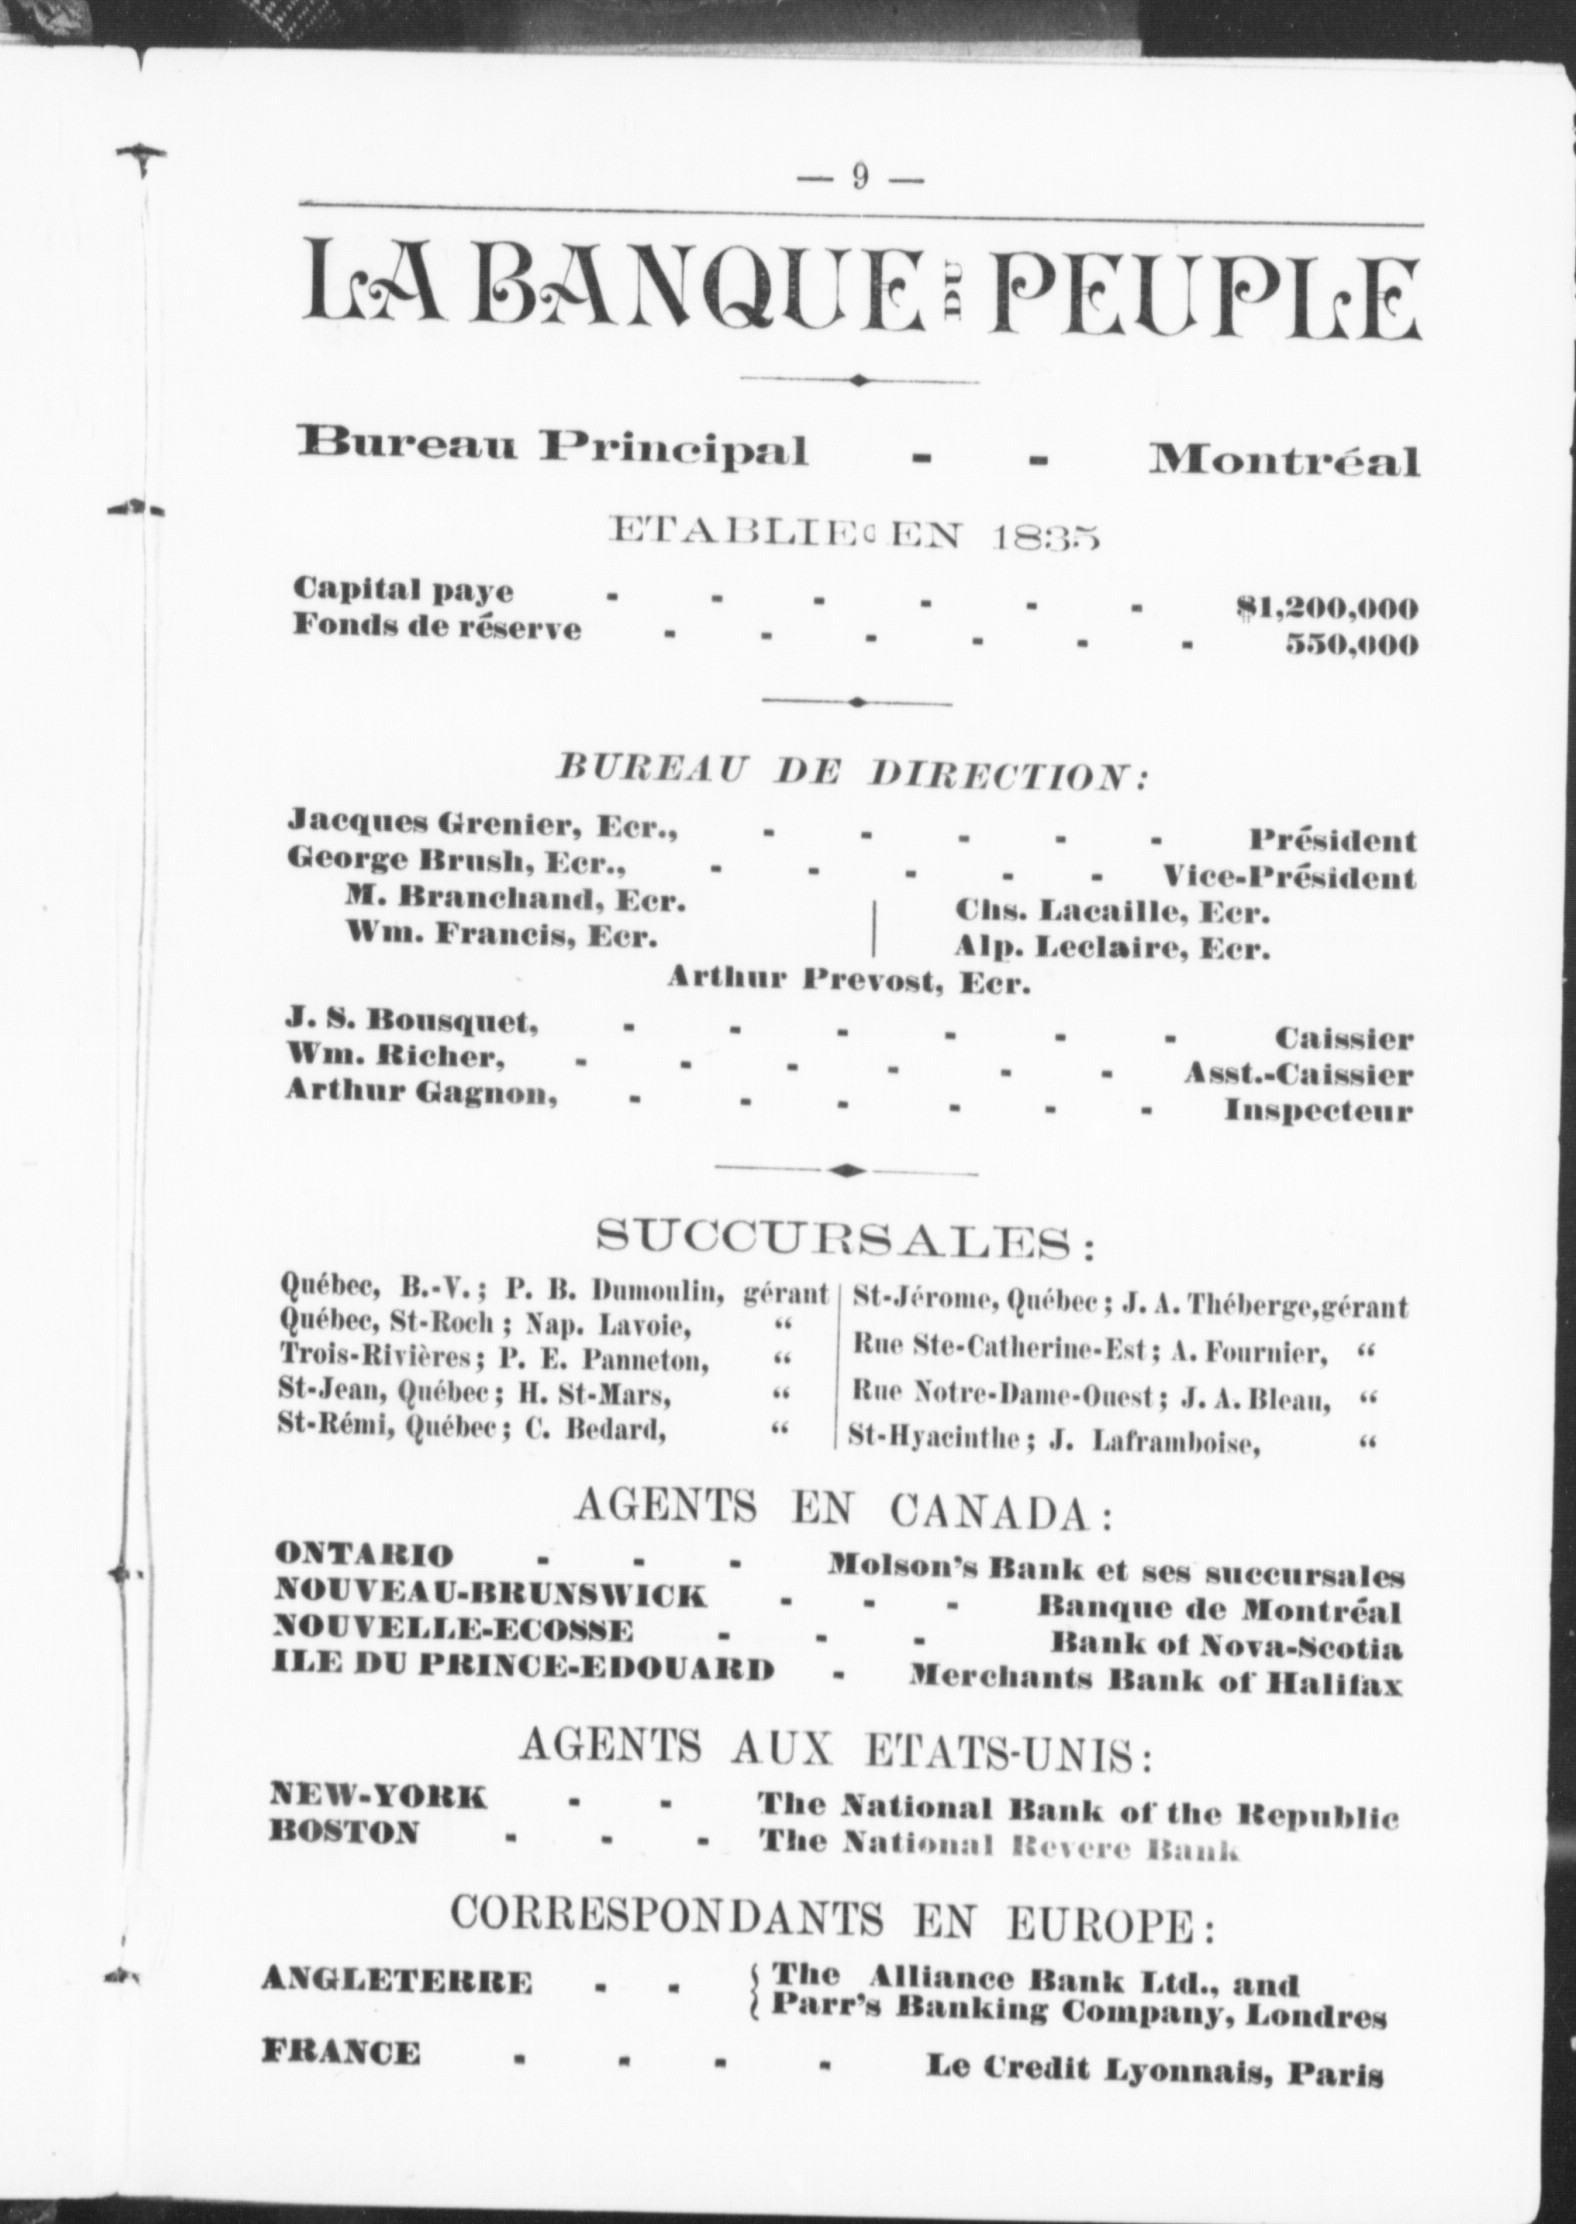 — 9 —
LA BANQUE DU PEUPLE
Bureau Principal - - Montréal
ETABLIE EN 1835
Capital paye - - - - - - $1,200,000
Fonds de réserve - - - - - - 550,000
BUREAU DE DIRECTION:
Jacques Grenier, Ecr., - - - - - Président
George Brush, Ecr., - - - - - Vice-Président
M. Branchand, Ecr. | Chs. Lacaille, Ecr.
Wm. Francis, Ecr. | Alp. Leclaire, Ecr.
Arthur Prevost, Ecr.
J. S. Bousquet, - - - - - - Caissier
Wm. Richer, - - - - - - Asst.-Caissier
Arthur Gagnon, - - - - - - Inspecteur
SUCCURSALES:
Québec, B.-V.; P. B. Dumoulin, gérant
Québec, St-Roch; Nap. Lavoie, “
Trois-Rivières; P. E. Panneton, “
St-Jean, Québec; H. St-Mars, “
St-Rémi, Québec; C. Bedard, “
St-Jérome, Québec; J. A. Théberge, gérant
Rue Ste-Catherine-Est; A. Fournier, “
Rue Notre-Dame-Ouest; J. A. Bleau, “
St-Hyacinthe; J. Laframboise, “
AGENTS EN CANADA:
ONTARIO - - - Molson's Bank et ses succursales
NOUVEAU-BRUNSWICK - - - Banque de Montréal
NOUVELLE-ECOSSE - - - Bank of Nova-Scotia
ILE DU PRINCE-EDOUARD - Merchants Bank of Halifax
AGENTS AUX ETATS-UNIS:
NEW-YORK - - The National Bank of the Republic
BOSTON - - - The National Revere Bank
CORRESPONDANTS EN EUROPE:
ANGLETERRE - - { The Alliance Bank Ltd., and
Parr's Banking Company, Londres
FRANCE - - - - Le Credit Lyonnais, Paris